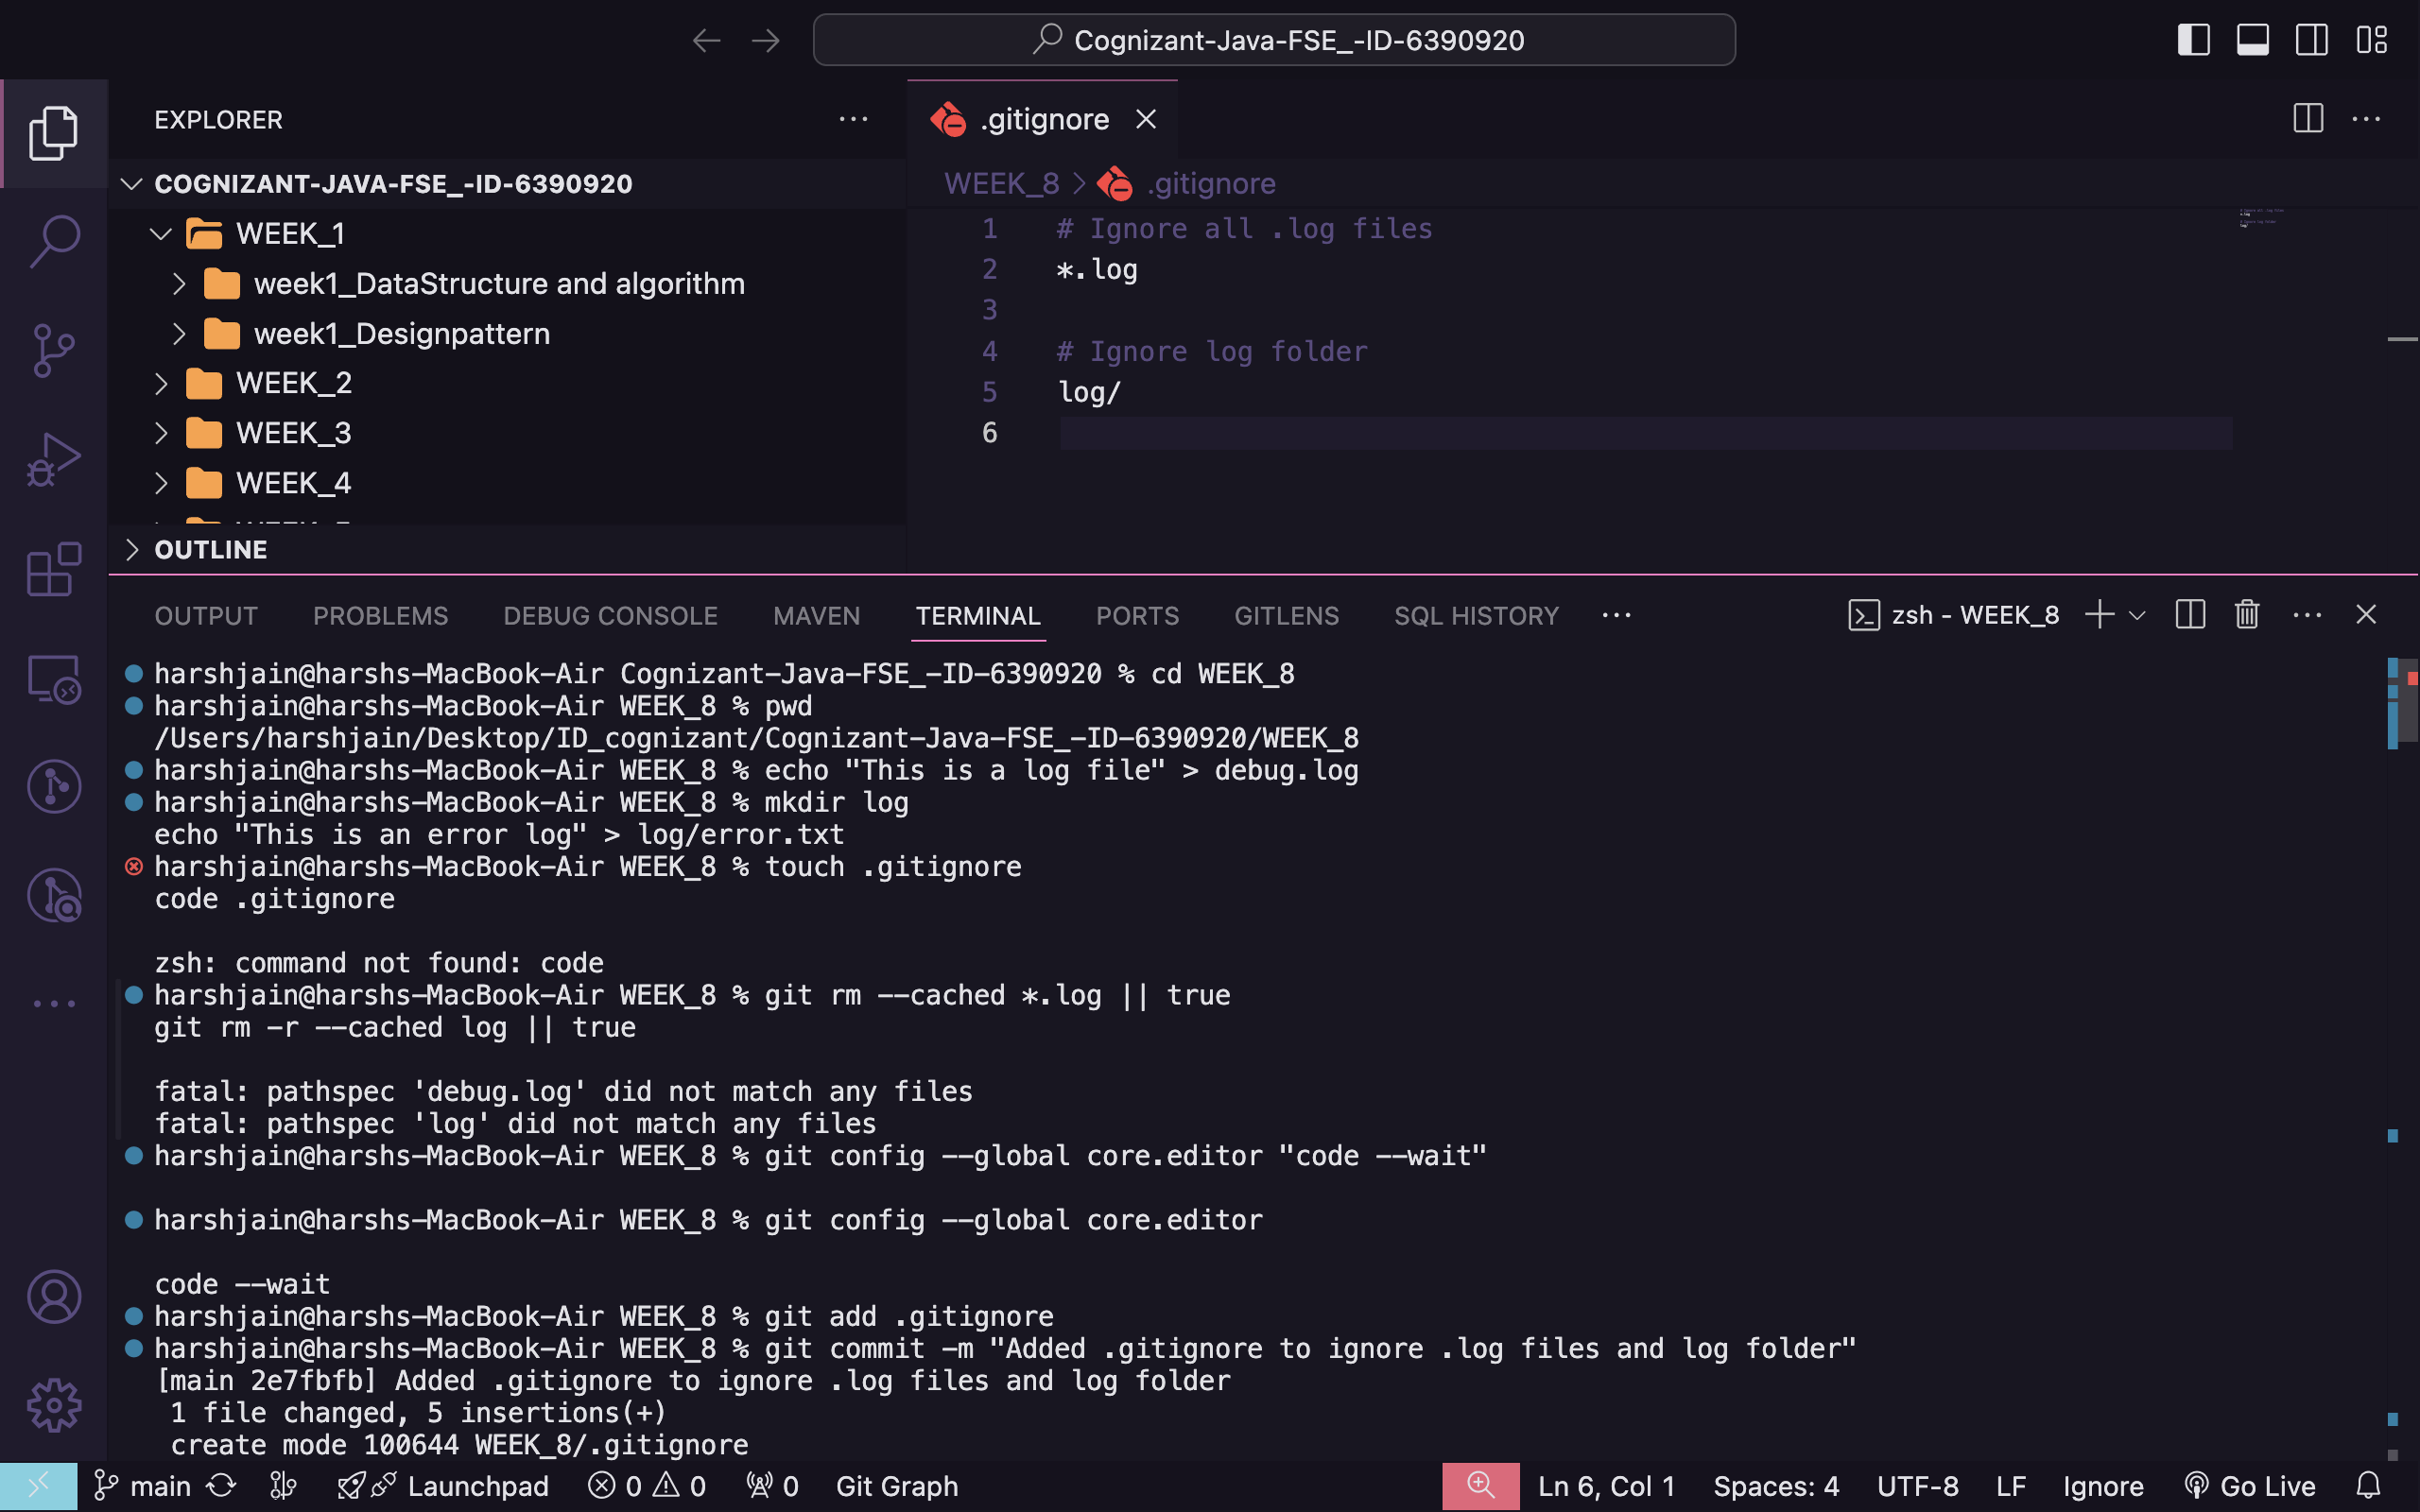 Cognizant-Java-FSE_-ID-6390920
EXPLORER
COGNIZANT-JAVA-FSE_-ID-6390920
WEEK_1
week1_DataStructure and algorithm
week1_Designpattern
WEEK_2
WEEK_3
WEEK_4
OUTLINE
.gitignore
WEEK_8 > .gitignore
1 # Ignore all .log files
2 *.log
3
4 # Ignore log folder
5 log/
6
OUTPUT PROBLEMS DEBUG CONSOLE MAVEN TERMINAL PORTS GITLENS SQL HISTORY ··· zsh - WEEK_8
harshjain@harshs-MacBook-Air Cognizant-Java-FSE_-ID-6390920 % cd WEEK_8
harshjain@harshs-MacBook-Air WEEK_8 % pwd
/Users/harshjain/Desktop/ID_cognizant/Cognizant-Java-FSE_-ID-6390920/WEEK_8
harshjain@harshs-MacBook-Air WEEK_8 % echo "This is a log file" > debug.log
harshjain@harshs-MacBook-Air WEEK_8 % mkdir log
echo "This is an error log" > log/error.txt
harshjain@harshs-MacBook-Air WEEK_8 % touch .gitignore
code .gitignore
zsh: command not found: code
harshjain@harshs-MacBook-Air WEEK_8 % git rm --cached *.log || true
git rm -r --cached log || true
fatal: pathspec 'debug.log' did not match any files
fatal: pathspec 'log' did not match any files
harshjain@harshs-MacBook-Air WEEK_8 % git config --global core.editor "code --wait"
harshjain@harshs-MacBook-Air WEEK_8 % git config --global core.editor
code --wait
harshjain@harshs-MacBook-Air WEEK_8 % git add .gitignore
harshjain@harshs-MacBook-Air WEEK_8 % git commit -m "Added .gitignore to ignore .log files and log folder"
[main 2e7fbfb] Added .gitignore to ignore .log files and log folder
1 file changed, 5 insertions(+)
create mode 100644 WEEK_8/.gitignore
main Launchpad 0 0 0 Git Graph Ln 6, Col 1 Spaces: 4 UTF-8 LF Ignore Go Live